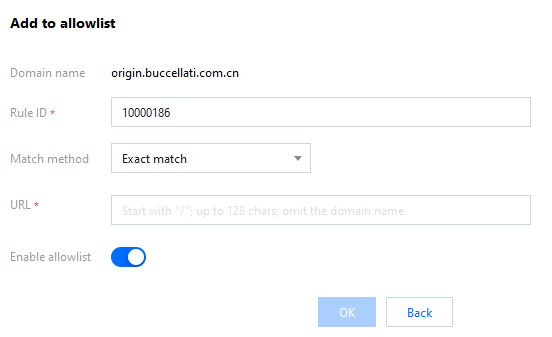 Add to allowlist
Domain name origin.buccellati.com.cn
Rule ID * 10000186
Match method Exact match
URL * Start with "/"; up to 128 chars; omit the domain name
Enable allowlist
OK Back